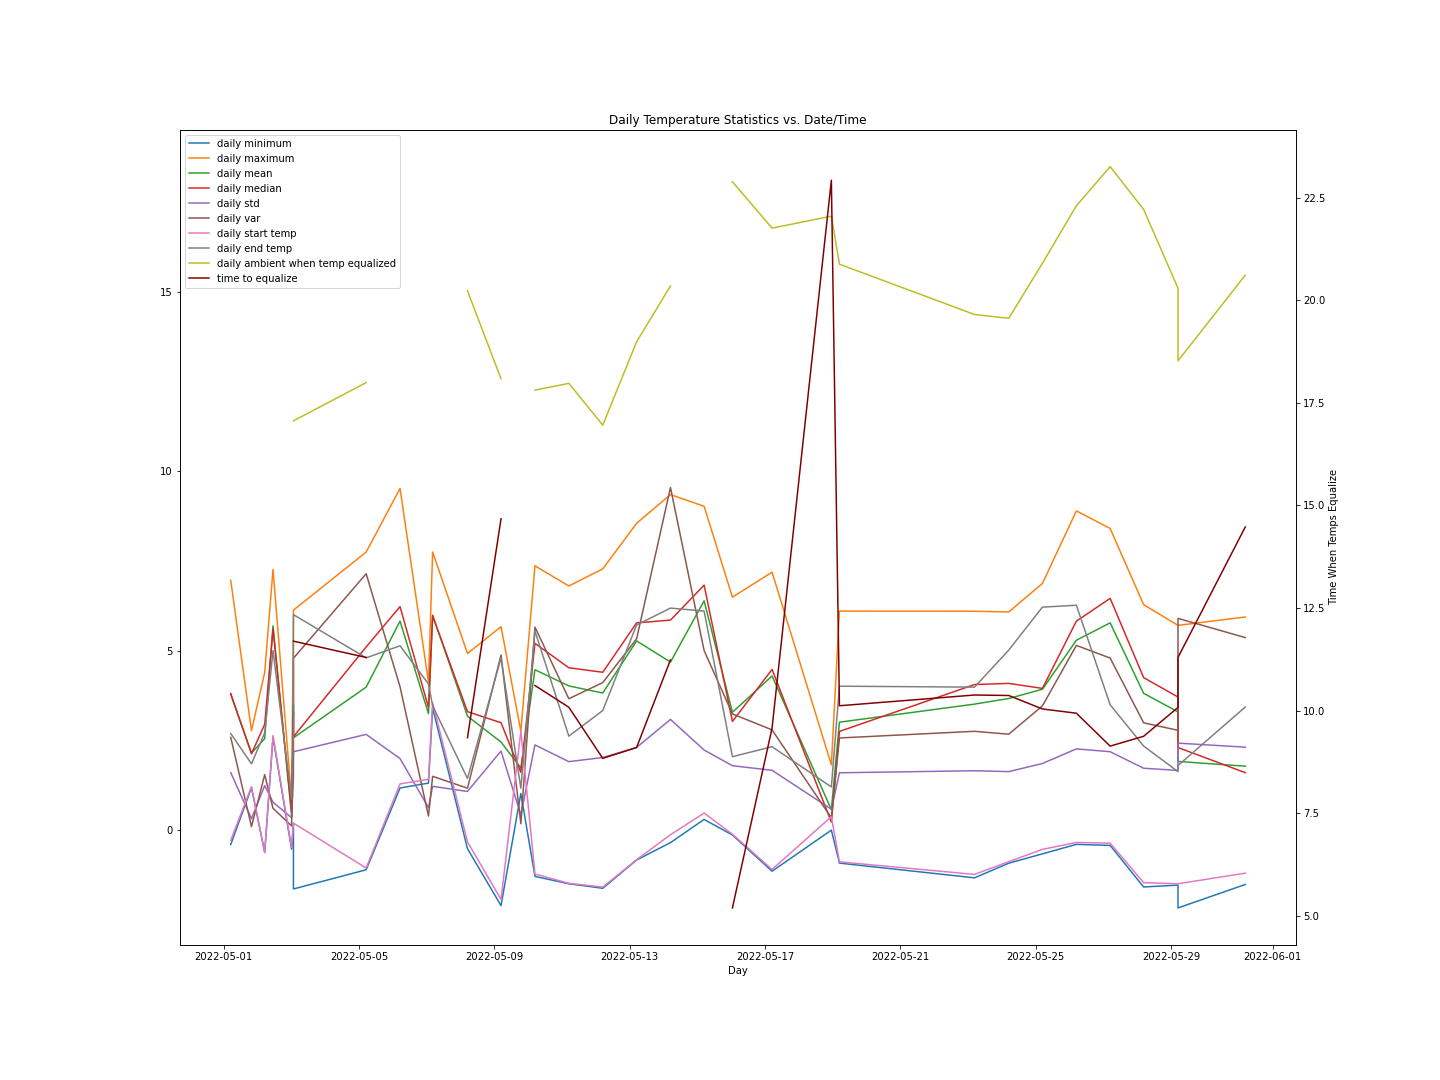 Daily Temperature Statistics vs. Date/Time
daily minimum
daily maximum
daily mean
daily median
daily std
daily var
daily start temp
daily end temp
daily ambient when temp equalized
time to equalize
15
10
5
0
22.5
20.0
17.5
15.0
12.5
10.0
7.5
5.0
Time When Temps Equalize
2022-05-01 2022-05-05 2022-05-09 2022-05-13 2022-05-17 2022-05-21 2022-05-25 2022-05-29 2022-06-01
Day